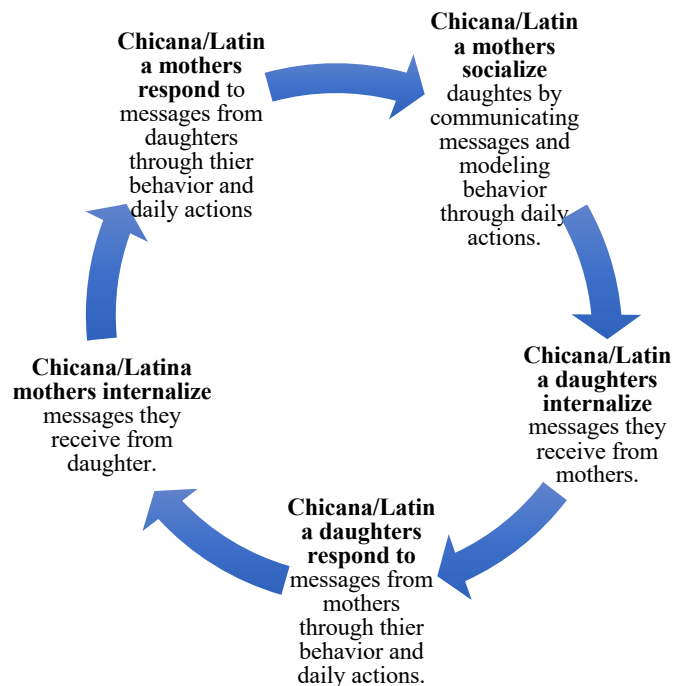 Chicana/Latin
a mothers
respond to
messages from
daughters
through thier
behavior and
daily actions
Chicana/Latin
a mothers
socialize
daughtes by
communicating
messages and
modeling
behavior
through daily
actions.
Chicana/Latin
a daughters
internalize
messages they
receive from
mothers.
Chicana/Latin
a daughters
respond to
messages from
mothers
through thier
behavior and
daily actions.
Chicana/Latina
mothers internalize
messages they
receive from
daughter.